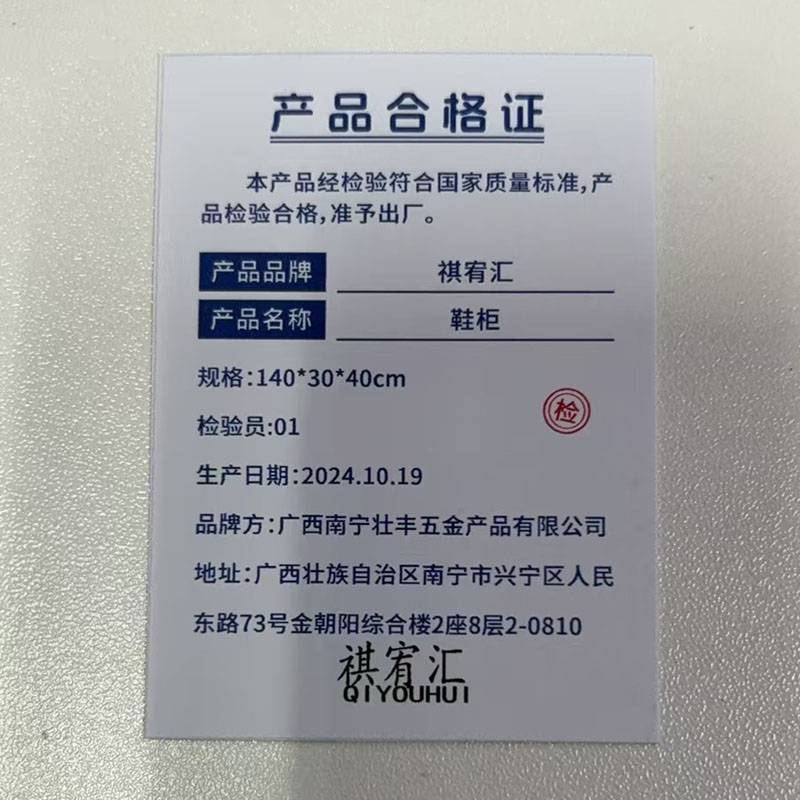 产品合格证
本产品经检验符合国家质量标准,产
品检验合格,准予出厂。
产品品牌 祺宥汇
产品名称 鞋柜
规格:140*30*40cm
检
检验员:01
生产日期:2024.10.19
品牌方:广西南宁壮丰五金产品有限公司
地址:广西壮族自治区南宁市兴宁区人民
东路73号金朝阳综合楼2座8层2-0810
祺宥汇
QIYOUHUI